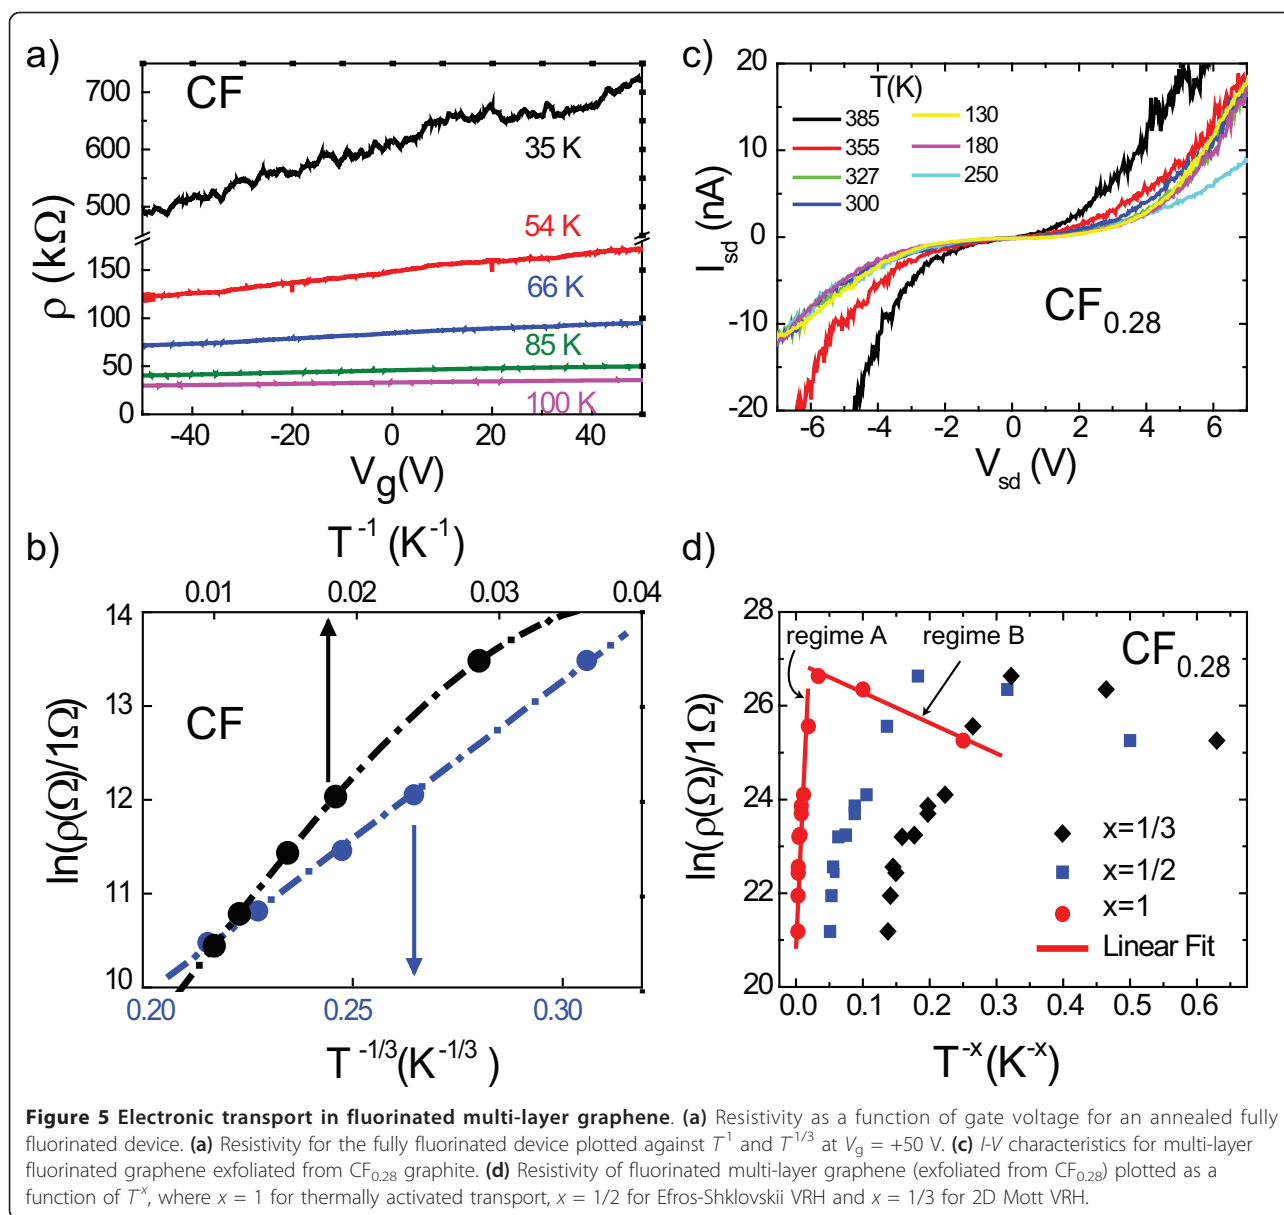 a)
CF
700
600
500
150
100
50
0
ρ (kΩ)
35 K
54 K
66 K
85 K
100 K
-40 -20 0 20 40
Vg(V)
c)
T(K)
385 130
355 180
327 250
300
20
10
0
-10
-20
Isd (nA)
CF0.28
-6 -4 -2 0 2 4 6
Vsd (V)
b)
T-1 (K-1)
0.01 0.02 0.03 0.04
14
13
12
11
10
ln(ρ(Ω)/1Ω)
CF
0.20 0.25 0.30
T-1/3(K-1/3)
d)
28
26
24
22
20
ln(ρ(Ω)/1Ω)
regime A regime B
CF0.28
x=1/3
x=1/2
x=1
Linear Fit
0.0 0.1 0.2 0.3 0.4 0.5 0.6
T-x(K-x)
Figure 5 Electronic transport in fluorinated multi-layer graphene. (a) Resistivity as a function of gate voltage for an annealed fully
fluorinated device. (a) Resistivity for the fully fluorinated device plotted against T1 and T1/3 at Vg = +50 V. (c) I-V characteristics for multi-layer
fluorinated graphene exfoliated from CF0.28 graphite. (d) Resistivity of fluorinated multi-layer graphene (exfoliated from CF0.28) plotted as a
function of Tx, where x = 1 for thermally activated transport, x = 1/2 for Efros-Shklovskii VRH and x = 1/3 for 2D Mott VRH.